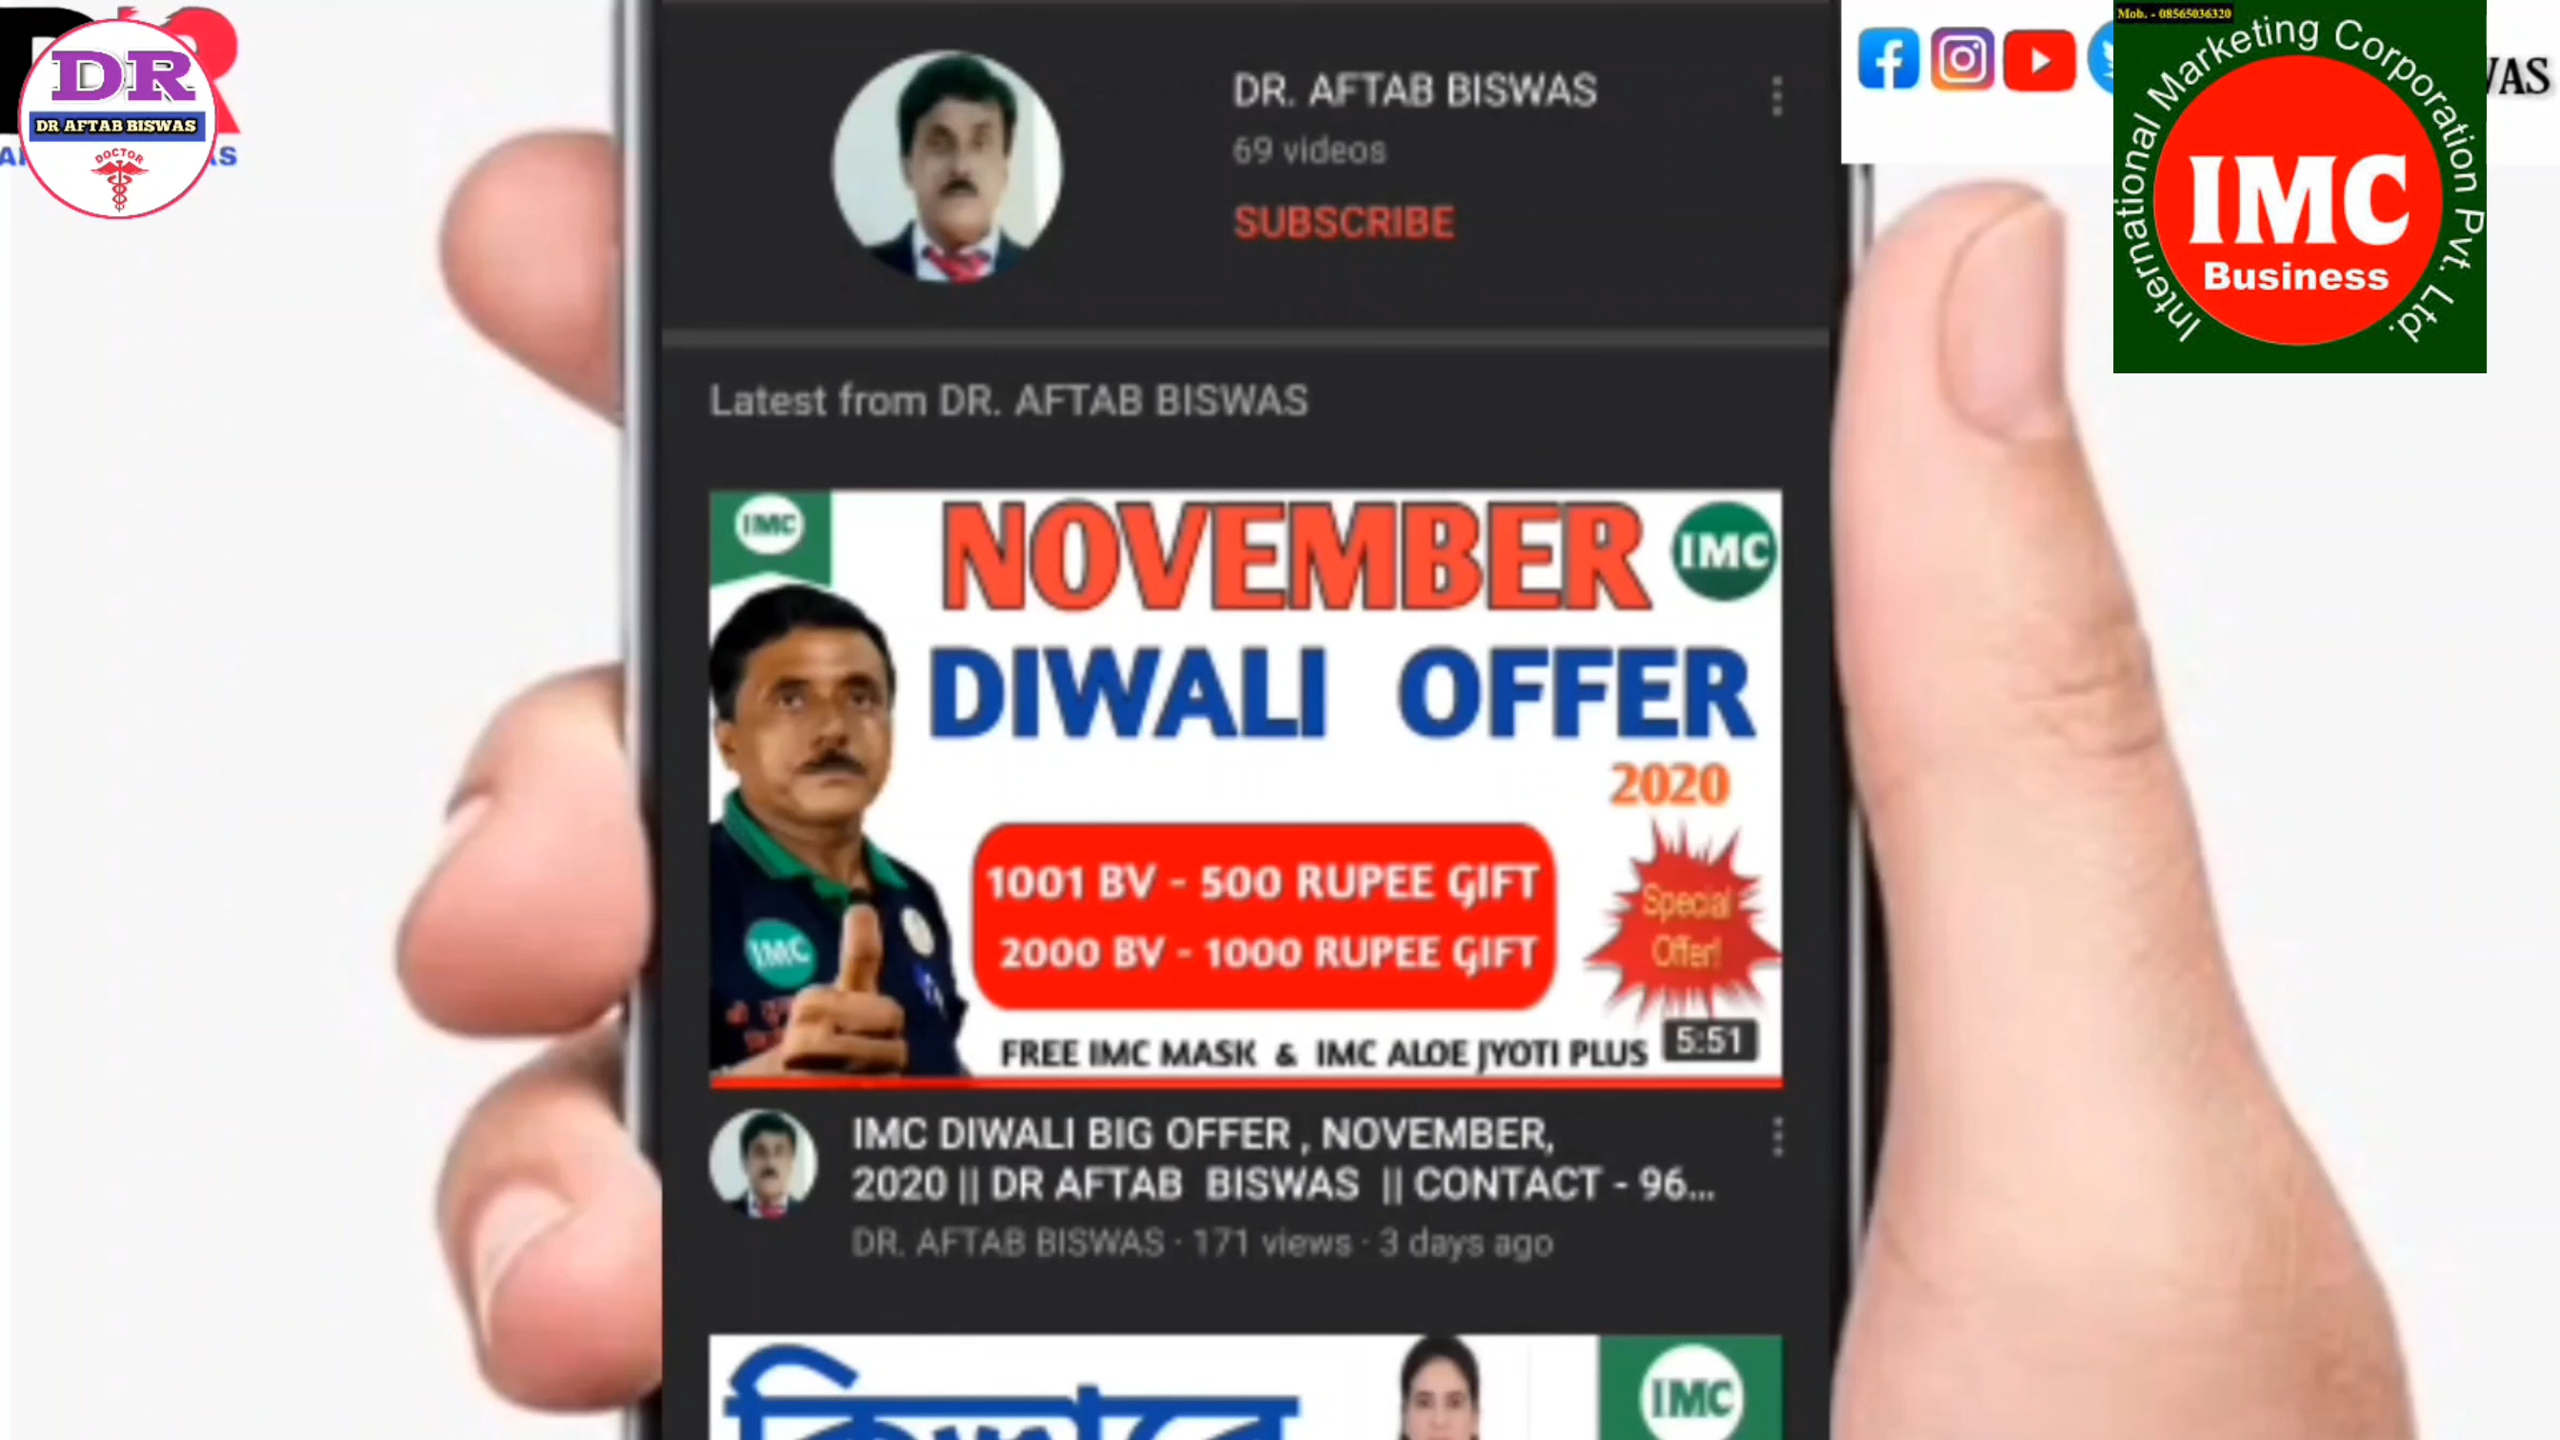 DR
DR AFTAB BISWAS
DOCTOR
AS
Mob. - 08565036320
International Marketing Corporation Pvt. Ltd.
IMC
Business
WAS
DR. AFTAB BISWAS
69 videos
SUBSCRIBE
Latest from DR. AFTAB BISWAS
IMC
NOVEMBER
IMC
DIWALI OFFER
2020
1001 BV - 500 RUPEE GIFT
2000 BV - 1000 RUPEE GIFT
Special
Offer!
IMC
FREE IMC MASK & IMC ALOE JYOTI PLUS
5:51
IMC DIWALI BIG OFFER , NOVEMBER,
2020 || DR AFTAB BISWAS || CONTACT - 96...
DR. AFTAB BISWAS · 171 views · 3 days ago
IMC